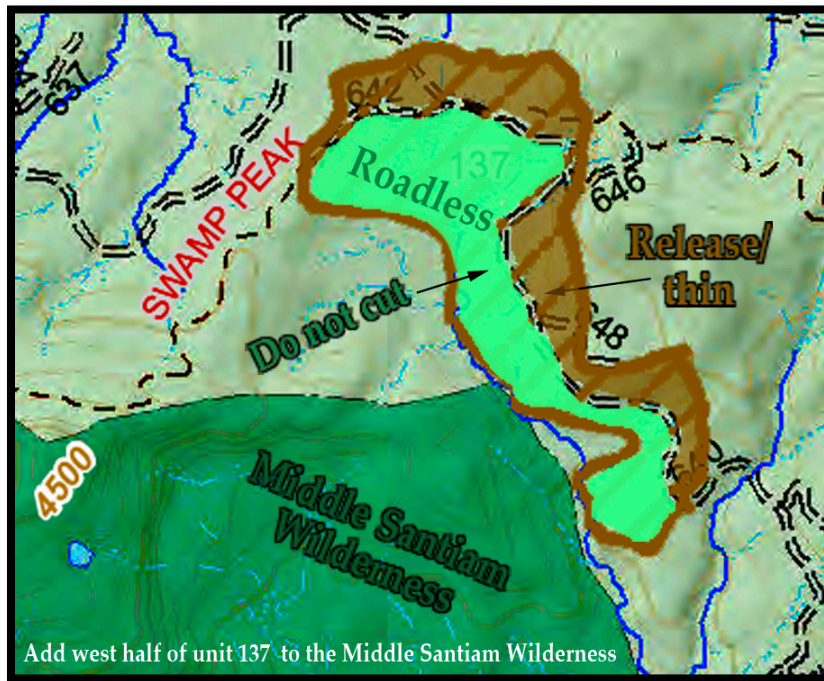 637
642
137
Roadless
646
SWAMP PEAK
Release/
thin
Do not cut
48
4500
Middle Santiam
Wilderness
Add west half of unit 137 to the Middle Santiam Wilderness